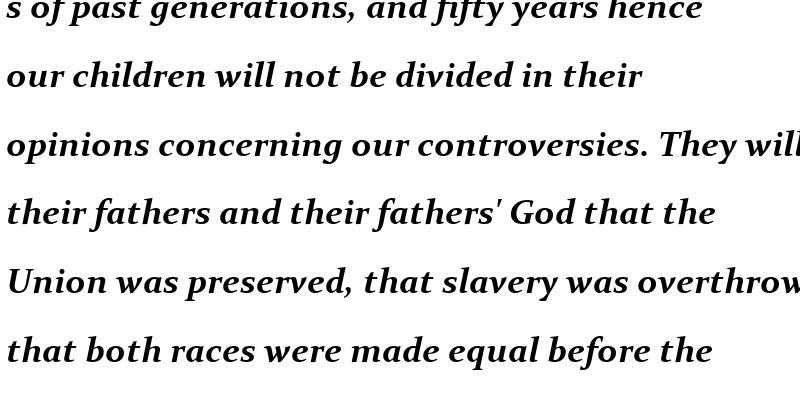 s of past generations, and fifty years hence
our children will not be divided in their
opinions concerning our controversies. They will
their fathers and their fathers' God that the
Union was preserved, that slavery was overthrow
that both races were made equal before the